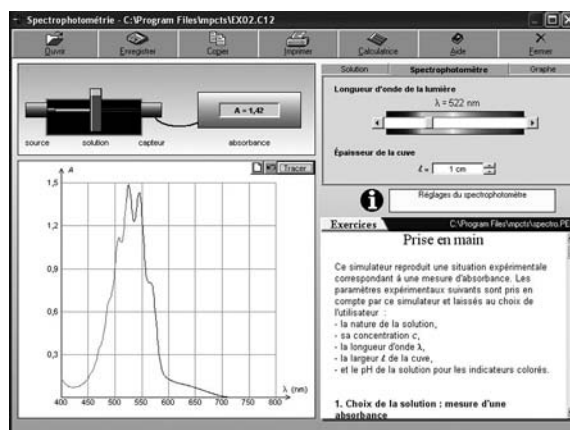 Spectrophotométrie - C:\Program Files\mpcts\EXO2.C12
Ouvrir Enregistrer Copier Imprimer Calculatrice Aide Fermer
A = 1,42
source solution capteur absorbance
Tracer
A
1,5
1,2
0,9
0,6
0,3
400 450 500 550 600 650 700 750 800
λ (nm)
Solution Spectrophotomètre Graphe
Longueur d'onde de la lumière
λ = 522 nm
Épaisseur de la cuve
ℓ = 1 cm
Réglages du spectrophotomètre
Exercices C:\Program Files\mpcts\spectro.PE
Prise en main
Ce simulateur reproduit une situation expérimentale
correspondant à une mesure d'absorbance. Les
paramètres expérimentaux suivants sont pris en
compte par ce simulateur et laissés au choix de
l'utilisateur :
- la nature de la solution,
- sa concentration c,
- la longueur d'onde λ,
- la largeur ℓ de la cuve,
- et le pH de la solution pour les indicateurs colorés.
1. Choix de la solution : mesure d'une
absorbance